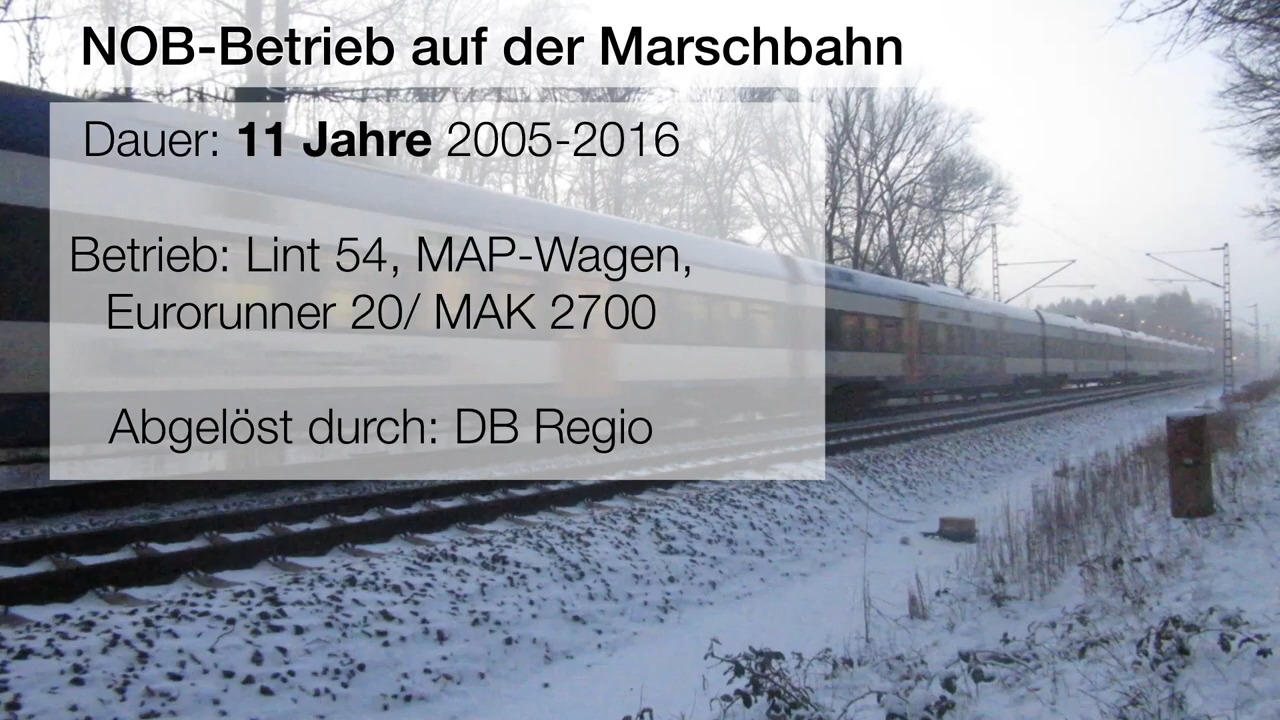 NOB-Betrieb auf der Marschbahn
Dauer: 11 Jahre 2005-2016
Betrieb: Lint 54, MAP-Wagen,
Eurorunner 20/ MAK 2700
Abgelöst durch: DB Regio